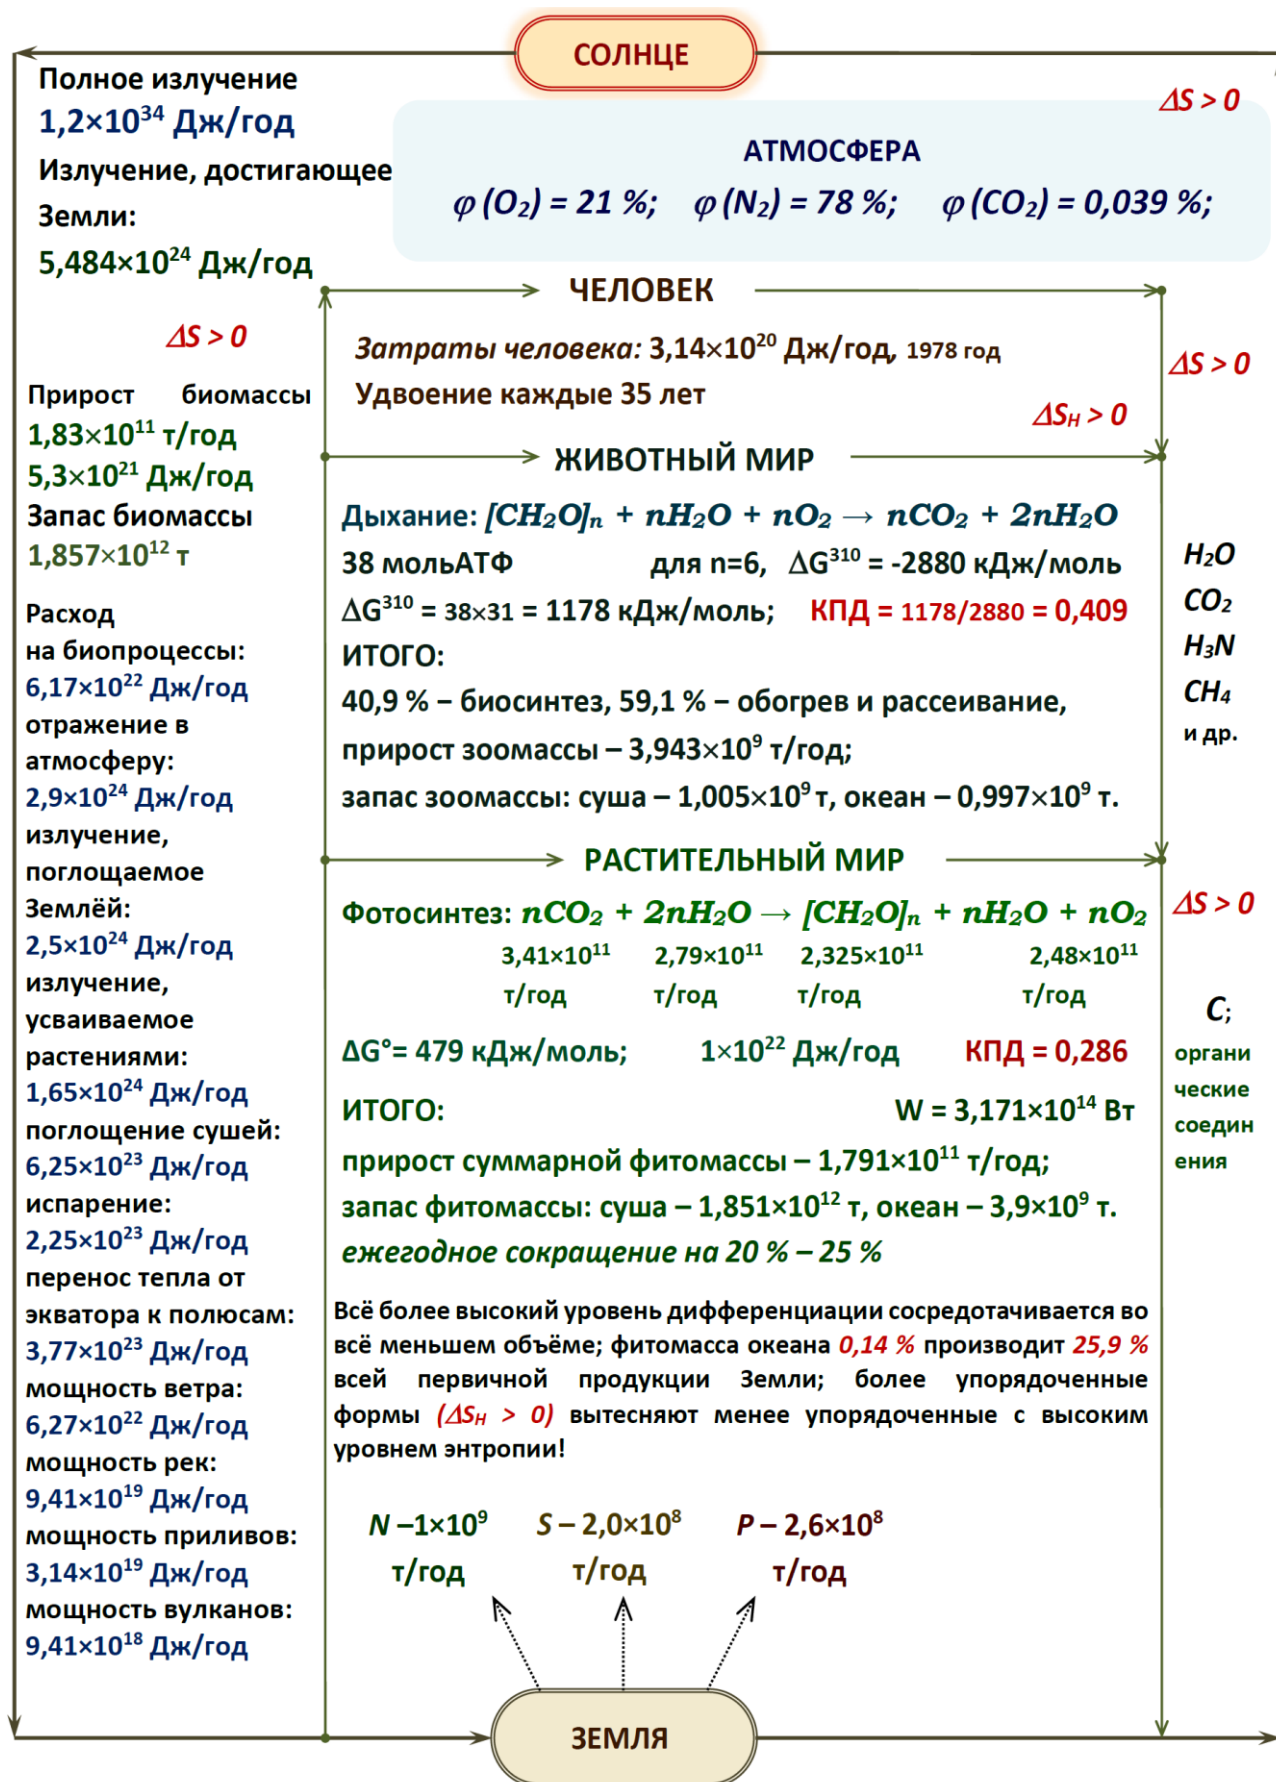 СОЛНЦЕ
Полное излучение
1,2×10³⁴ Дж/год
Излучение, достигающее
Земли:
5,484×10²⁴ Дж/год
ΔS > 0
АТМОСФЕРА
φ (O₂) = 21 %; φ (N₂) = 78 %; φ (CO₂) = 0,039 %;
ΔS > 0
Прирост биомассы
1,83×10¹¹ т/год
5,3×10²¹ Дж/год
Запас биомассы
1,857×10¹² т
Расход
на биопроцессы:
6,17×10²² Дж/год
отражение в
атмосферу:
2,9×10²⁴ Дж/год
излучение,
поглощаемое
Землёй:
2,5×10²⁴ Дж/год
излучение,
усваиваемое
растениями:
1,65×10²⁴ Дж/год
поглощение сушей:
6,25×10²³ Дж/год
испарение:
2,25×10²³ Дж/год
перенос тепла от
экватора к полюсам:
3,77×10²³ Дж/год
мощность ветра:
6,27×10²² Дж/год
мощность рек:
9,41×10¹⁹ Дж/год
мощность приливов:
3,14×10¹⁹ Дж/год
мощность вулканов:
9,41×10¹⁸ Дж/год
ЧЕЛОВЕК
Затраты человека: 3,14×10²⁰ Дж/год, 1978 год
Удвоение каждые 35 лет
ΔS > 0
ΔSH > 0
ЖИВОТНЫЙ МИР
Дыхание: [CH₂O]ₙ + nH₂O + nO₂ → nCO₂ + 2nH₂O
38 мольАТФ для n=6, ΔG³¹⁰ = -2880 кДж/моль
ΔG³¹⁰ = 38×31 = 1178 кДж/моль; КПД = 1178/2880 = 0,409
ИТОГО:
40,9 % – биосинтез, 59,1 % – обогрев и рассеивание,
прирост зоомассы – 3,943×10⁹ т/год;
запас зоомассы: суша – 1,005×10⁹ т, океан – 0,997×10⁹ т.
H₂O
CO₂
H₃N
CH₄
и др.
РАСТИТЕЛЬНЫЙ МИР
Фотосинтез: nCO₂ + 2nH₂O → [CH₂O]ₙ + nH₂O + nO₂
3,41×10¹¹ 2,79×10¹¹ 2,325×10¹¹ 2,48×10¹¹
т/год т/год т/год т/год
ΔG°= 479 кДж/моль; 1×10²² Дж/год КПД = 0,286
ИТОГО: W = 3,171×10¹⁴ Вт
прирост суммарной фитомассы – 1,791×10¹¹ т/год;
запас фитомассы: суша – 1,851×10¹² т, океан – 3,9×10⁹ т.
ежегодное сокращение на 20 % – 25 %
ΔS > 0
C;
органи
ческие
соедин
ения
Всё более высокий уровень дифференциации сосредотачивается во
всё меньшем объёме; фитомасса океана 0,14 % производит 25,9 %
всей первичной продукции Земли; более упорядоченные
формы (ΔSH > 0) вытесняют менее упорядоченные с высоким
уровнем энтропии!
N –1×10⁹ S – 2,0×10⁸ P – 2,6×10⁸
т/год т/год т/год
ЗЕМЛЯ